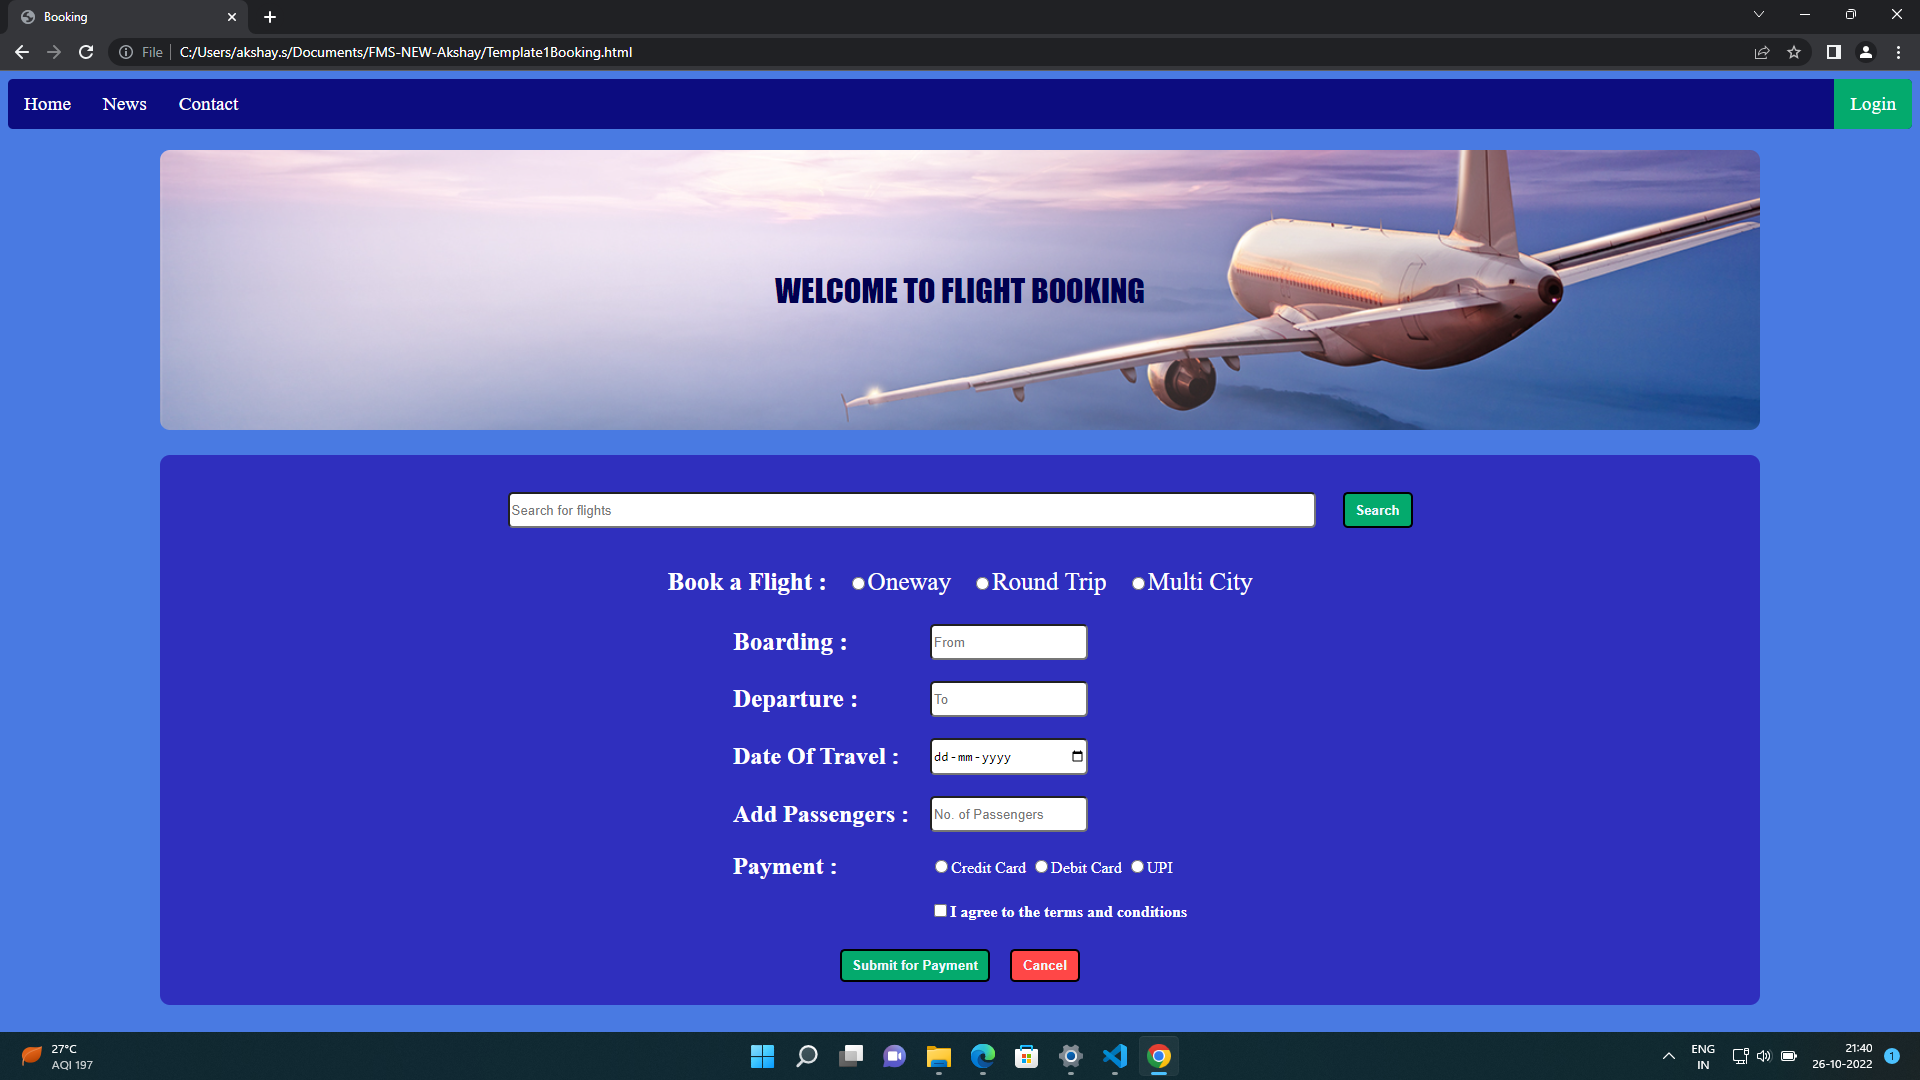 Booking
File C:/Users/akshay.s/Documents/FMS-NEW-Akshay/Template1Booking.html
Home News Contact Login
WELCOME TO FLIGHT BOOKING
Search for flights Search
Book a Flight : Oneway Round Trip Multi City
Boarding : From
Departure : To
Date Of Travel : dd-mm-yyyy
Add Passengers : No. of Passengers
Payment : Credit Card Debit Card UPI
I agree to the terms and conditions
Submit for Payment Cancel
27°C
AQI 197
ENG
IN
21:40
26-10-2022
1